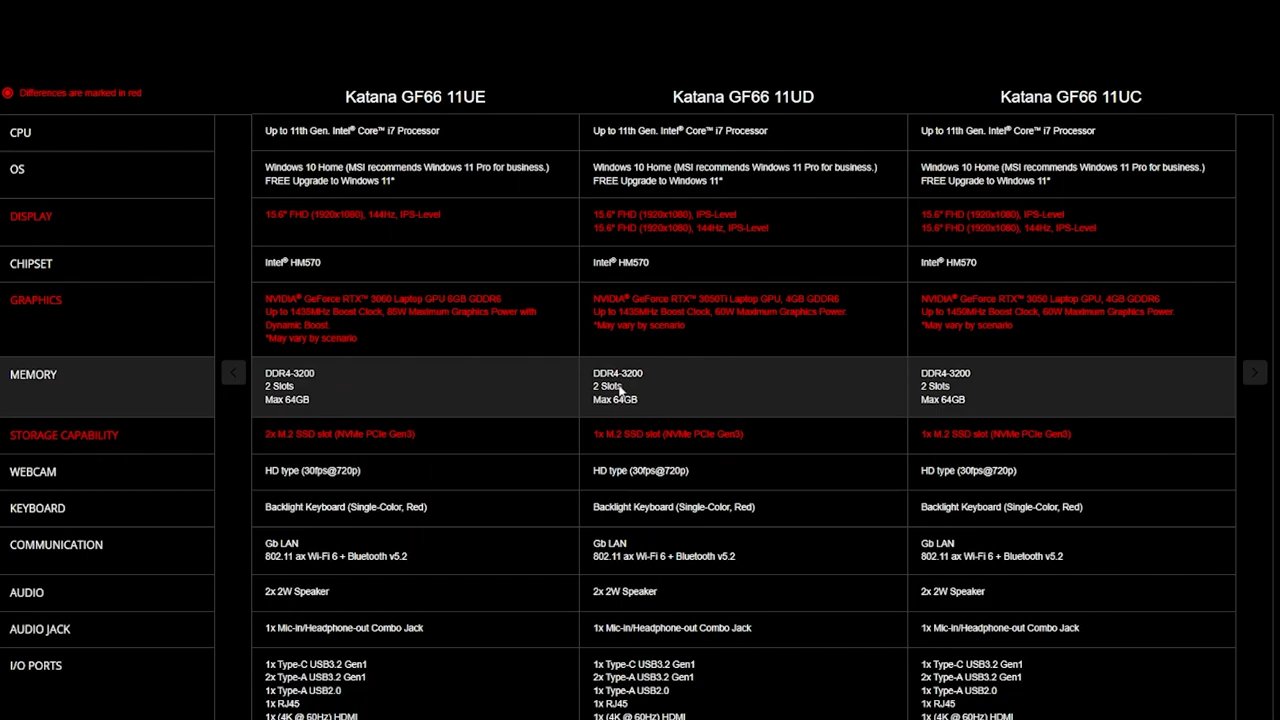 Differences are marked in red
Katana GF66 11UE Katana GF66 11UD Katana GF66 11UC
CPU Up to 11th Gen. Intel® Core™ i7 Processor Up to 11th Gen. Intel® Core™ i7 Processor Up to 11th Gen. Intel® Core™ i7 Processor
OS Windows 10 Home (MSI recommends Windows 11 Pro for business.) Windows 10 Home (MSI recommends Windows 11 Pro for business.) Windows 10 Home (MSI recommends Windows 11 Pro for business.)
FREE Upgrade to Windows 11* FREE Upgrade to Windows 11* FREE Upgrade to Windows 11*
DISPLAY 15.6" FHD (1920x1080), 144Hz, IPS-Level 15.6" FHD (1920x1080), IPS-Level 15.6" FHD (1920x1080), IPS-Level
15.6" FHD (1920x1080), 144Hz, IPS-Level 15.6" FHD (1920x1080), 144Hz, IPS-Level
CHIPSET Intel® HM570 Intel® HM570 Intel® HM570
GRAPHICS NVIDIA® GeForce RTX™ 3060 Laptop GPU 6GB GDDR6 NVIDIA® GeForce RTX™ 3050Ti Laptop GPU, 4GB GDDR6 NVIDIA® GeForce RTX™ 3050 Laptop GPU, 4GB GDDR6
Up to 1435MHz Boost Clock, 85W Maximum Graphics Power with Up to 1435MHz Boost Clock, 60W Maximum Graphics Power. Up to 1450MHz Boost Clock, 60W Maximum Graphics Power.
Dynamic Boost. *May vary by scenario *May vary by scenario
*May vary by scenario
MEMORY DDR4-3200 DDR4-3200 DDR4-3200
2 Slots 2 Slots 2 Slots
Max 64GB Max 64GB Max 64GB
STORAGE CAPABILITY 2x M.2 SSD slot (NVMe PCIe Gen3) 1x M.2 SSD slot (NVMe PCIe Gen3) 1x M.2 SSD slot (NVMe PCIe Gen3)
WEBCAM HD type (30fps@720p) HD type (30fps@720p) HD type (30fps@720p)
KEYBOARD Backlight Keyboard (Single-Color, Red) Backlight Keyboard (Single-Color, Red) Backlight Keyboard (Single-Color, Red)
COMMUNICATION Gb LAN Gb LAN Gb LAN
802.11 ax Wi-Fi 6 + Bluetooth v5.2 802.11 ax Wi-Fi 6 + Bluetooth v5.2 802.11 ax Wi-Fi 6 + Bluetooth v5.2
AUDIO 2x 2W Speaker 2x 2W Speaker 2x 2W Speaker
AUDIO JACK 1x Mic-in/Headphone-out Combo Jack 1x Mic-in/Headphone-out Combo Jack 1x Mic-in/Headphone-out Combo Jack
I/O PORTS 1x Type-C USB3.2 Gen1 1x Type-C USB3.2 Gen1 1x Type-C USB3.2 Gen1
2x Type-A USB3.2 Gen1 2x Type-A USB3.2 Gen1 2x Type-A USB3.2 Gen1
1x Type-A USB2.0 1x Type-A USB2.0 1x Type-A USB2.0
1x RJ45 1x RJ45 1x RJ45
1x (4K @ 60Hz) HDMI 1x (4K @ 60Hz) HDMI 1x (4K @ 60Hz) HDMI